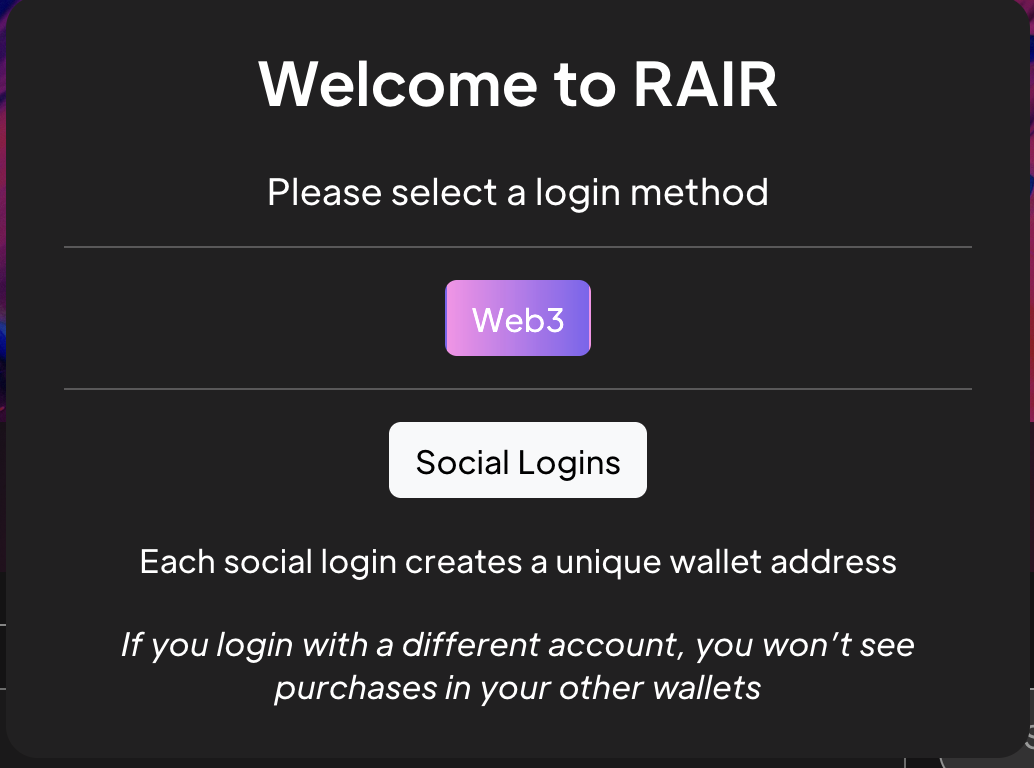 Welcome to RAIR
Please select a login method
Web3
Social Logins
Each social login creates a unique wallet address
If you login with a different account, you won’t see
purchases in your other wallets